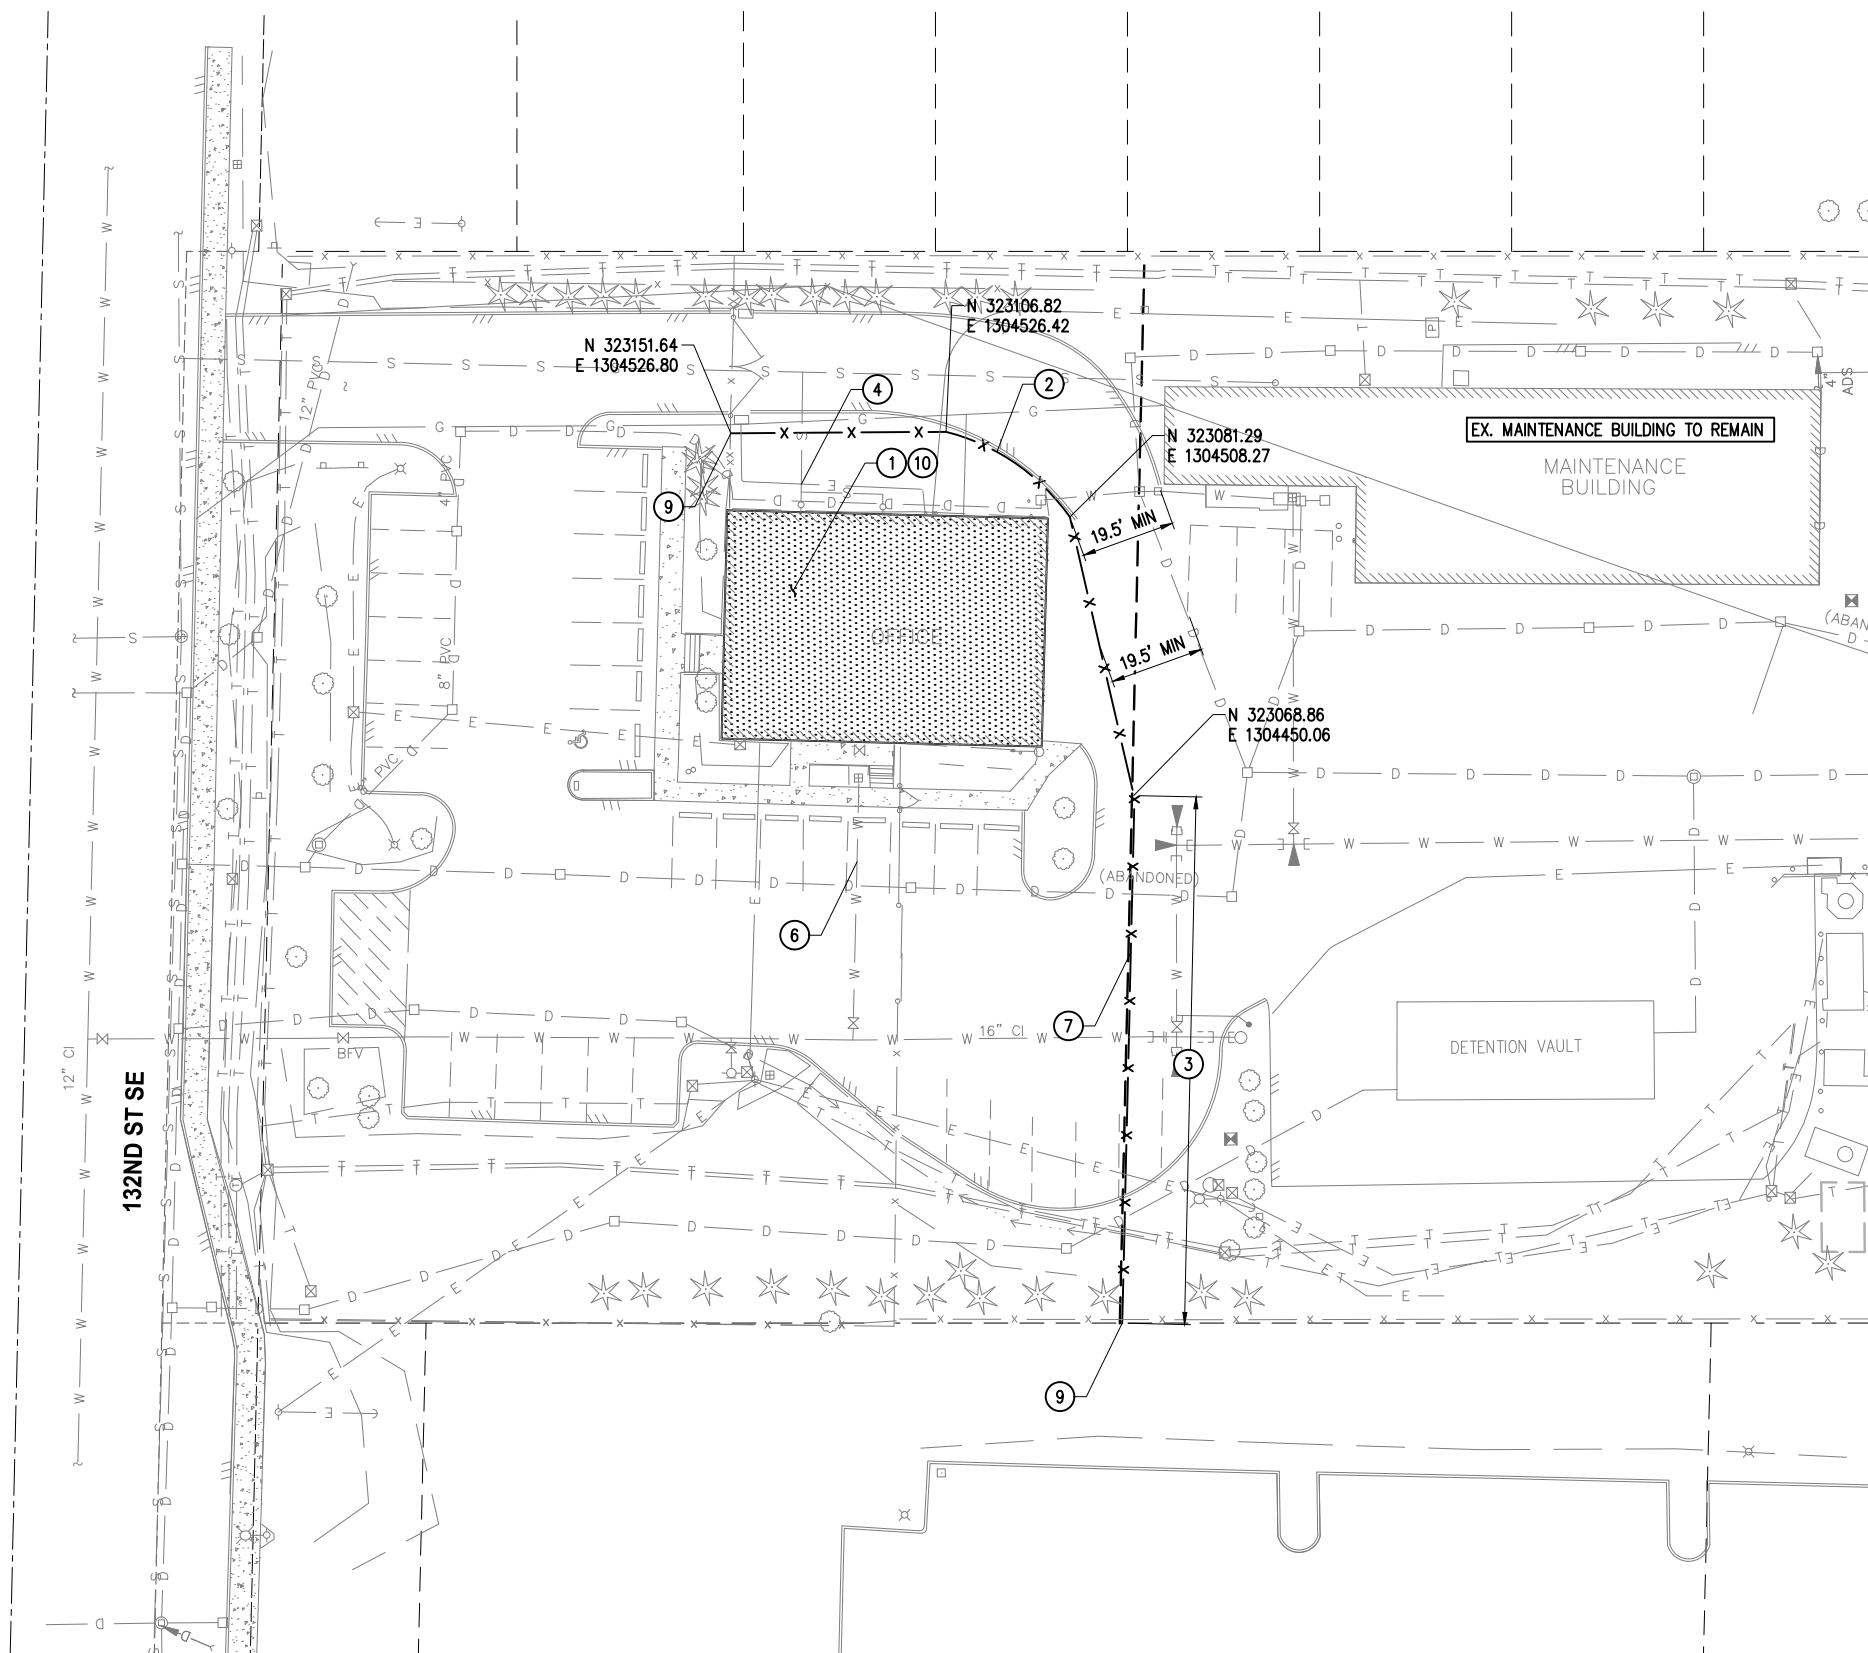 N 323106.82
E 1304526.42
N 323151.64
E 1304526.80
4
2
P
4"
ADS
12" PVC
N 323081.29
E 1304508.27
EX. MAINTENANCE BUILDING TO REMAIN
MAINTENANCE
BUILDING
1
10
4" PVC
9
19.5' MIN
OFFICE
19.5' MIN
8" PVC
N 323068.86
E 1304450.06
PVC
(ABANDONED)
6
7
16" CI
BFV
DETENTION VAULT
12" CI
3
132ND ST SE
9